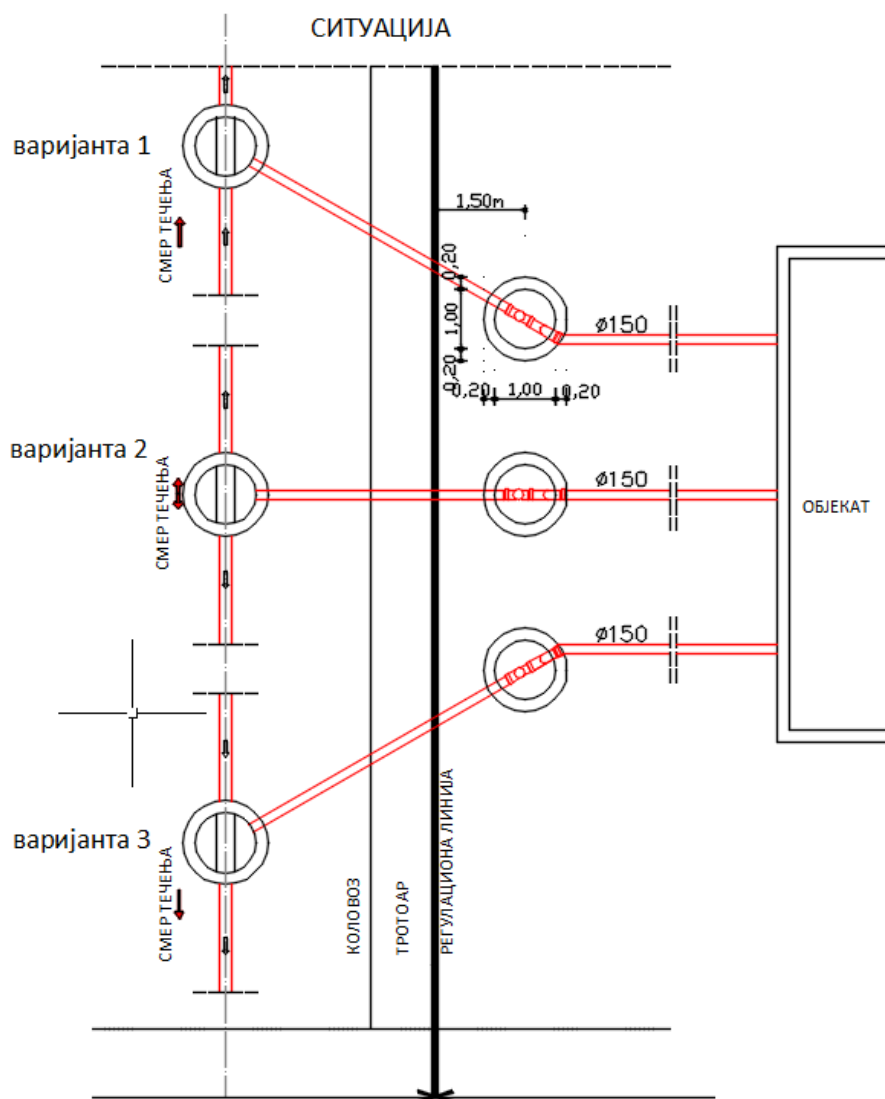 СИТУАЦИЈА
варијанта 1
СМЕР ТЕЧЕЊА
1,50m
0,20
1,00
0,20
0,20
1,00
0,20
ø150
варијанта 2
СМЕР ТЕЧЕЊА
ø150
ОБЈЕКАТ
ø150
варијанта 3
СМЕР ТЕЧЕЊА
КОЛОВОЗ
ТРОТОАР
РЕГУЛАЦИОНА ЛИНИЈА